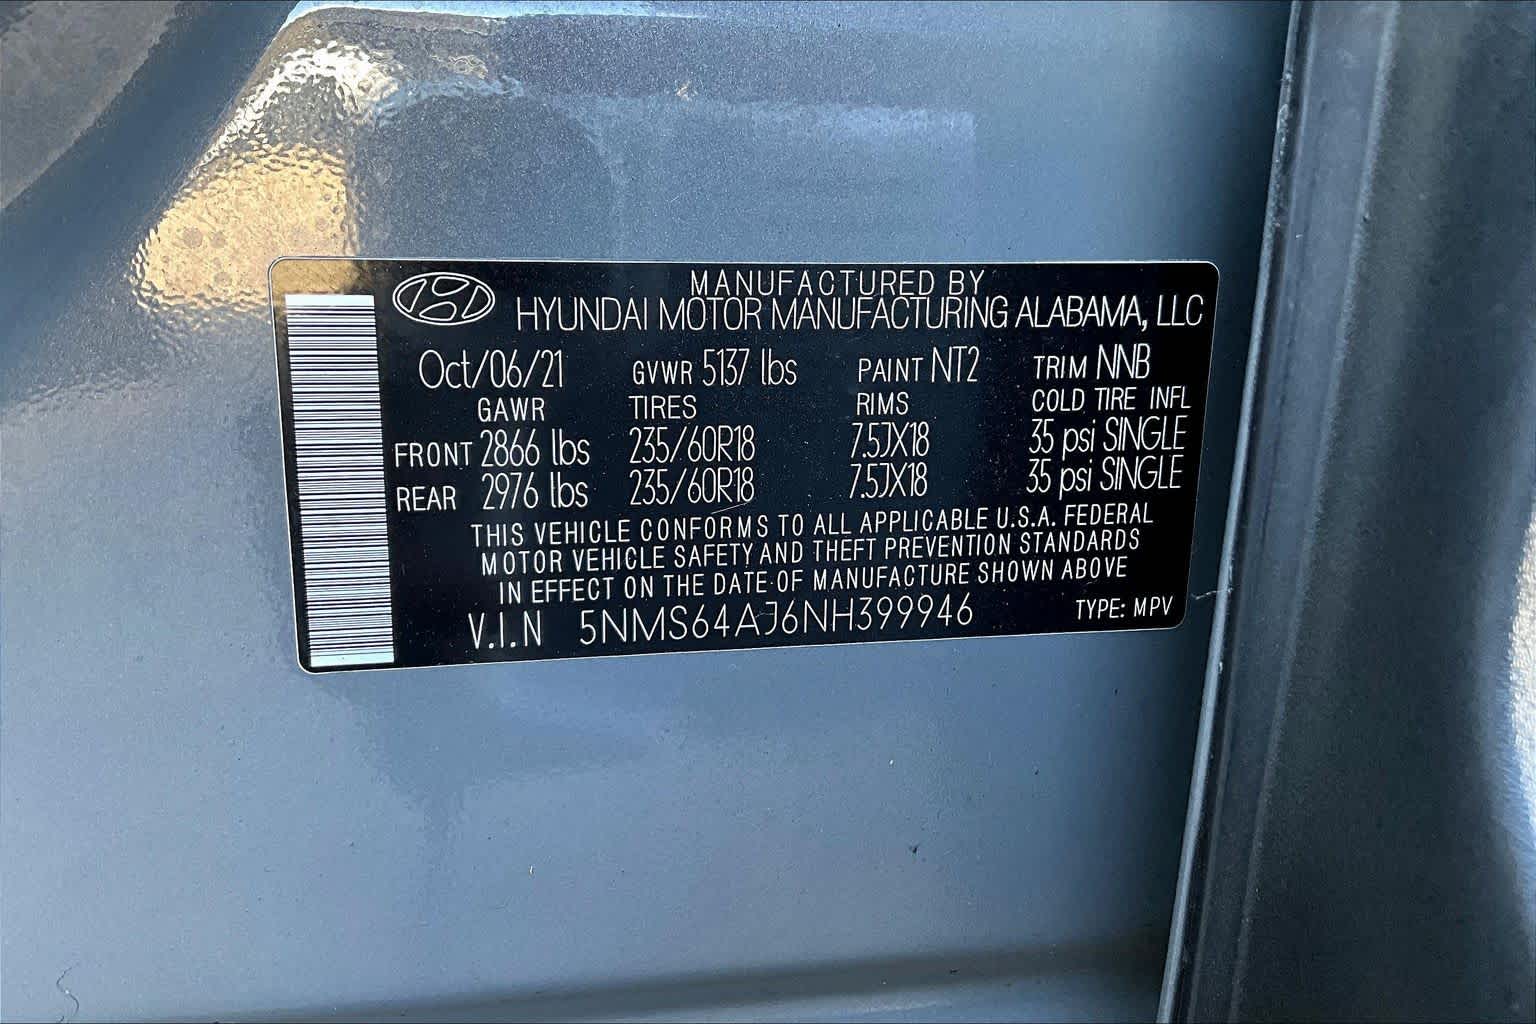 MANUFACTURED BY
HYUNDAI MOTOR MANUFACTURING ALABAMA, LLC
Oct/06/21 GVWR 5137 lbs PAINT NT2 TRIM NNB
GAWR TIRES RIMS COLD TIRE INFL
FRONT 2866 lbs 235/60R18 7.5JX18 35 psi SINGLE
REAR 2976 lbs 235/60R18 7.5JX18 35 psi SINGLE
THIS VEHICLE CONFORMS TO ALL APPLICABLE U.S.A. FEDERAL
MOTOR VEHICLE SAFETY AND THEFT PREVENTION STANDARDS
IN EFFECT ON THE DATE OF MANUFACTURE SHOWN ABOVE
V.I.N 5NMS64AJ6NH399946 TYPE: MPV